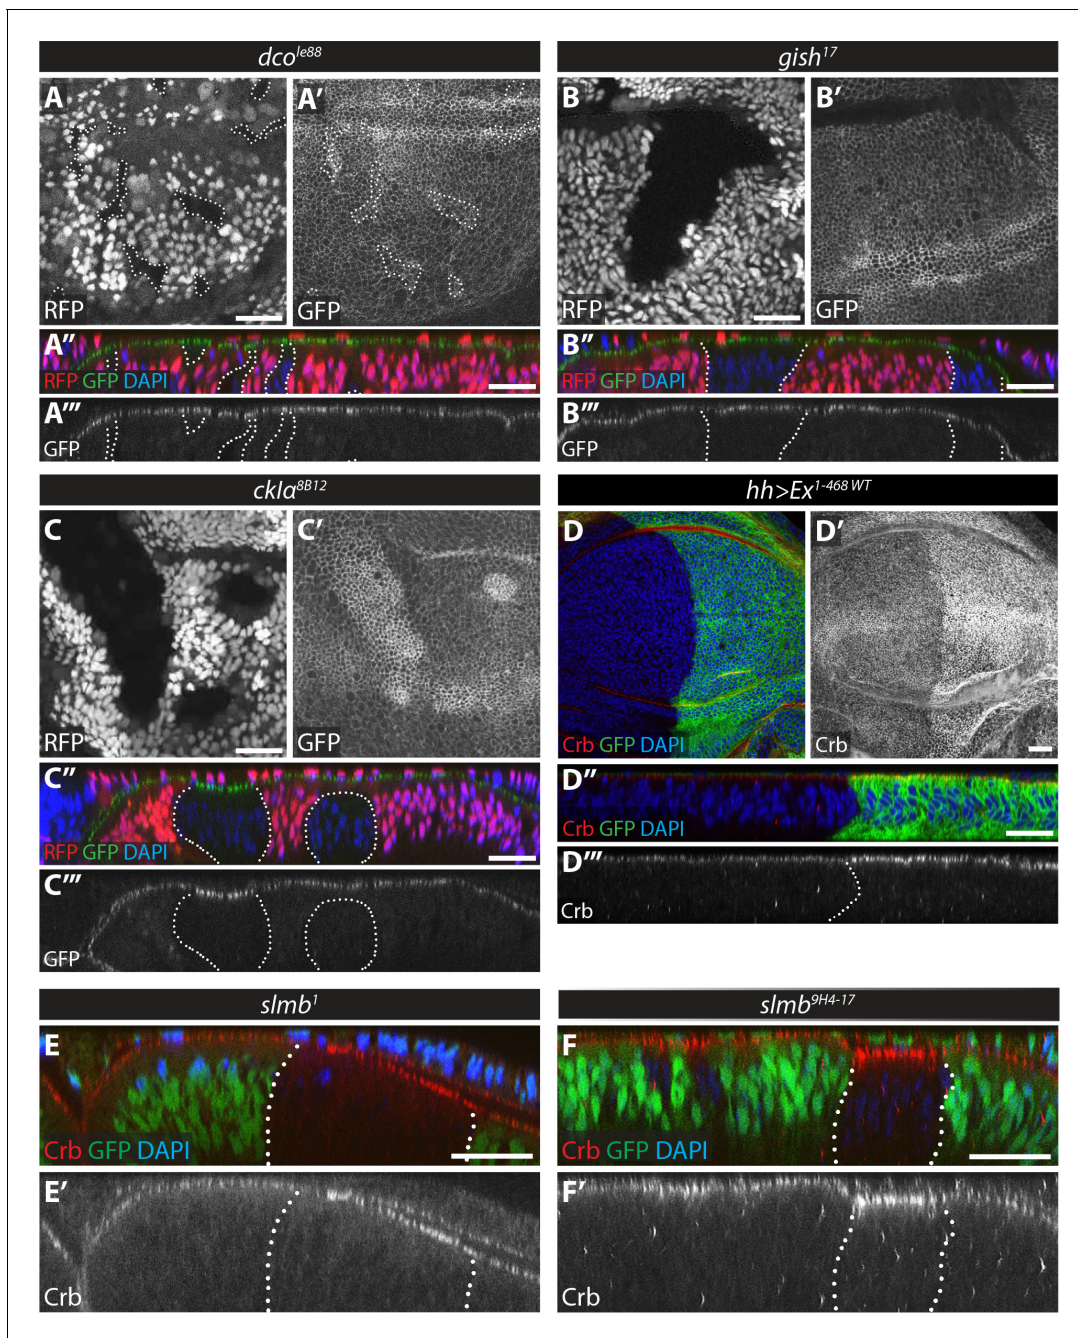 dco^le88
gish^17
A
A'
B
B'
RFP
GFP
RFP
GFP
A''
RFP GFP DAPI
B''
RFP GFP DAPI
A'''
GFP
B'''
GFP
ckIα^8B12
hh>Ex^1-468 WT
C
C'
D
D'
RFP
GFP
Crb GFP DAPI
Crb
C''
RFP GFP DAPI
D''
Crb GFP DAPI
C'''
GFP
D'''
Crb
slmb^1
slmb^9H4-17
E
Crb GFP DAPI
F
Crb GFP DAPI
E'
Crb
F'
Crb